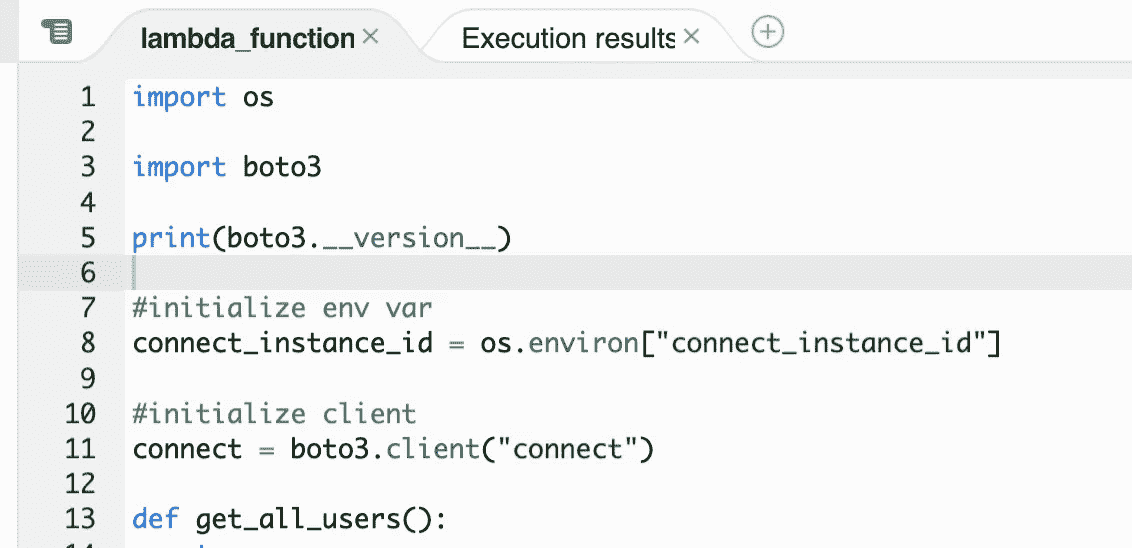 lambda_function × Execution results ×
1 import os
2
3 import boto3
4
5 print(boto3.__version__)
6
7 #initialize env var
8 connect_instance_id = os.environ["connect_instance_id"]
9
10 #initialize client
11 connect = boto3.client("connect")
12
13 def get_all_users():